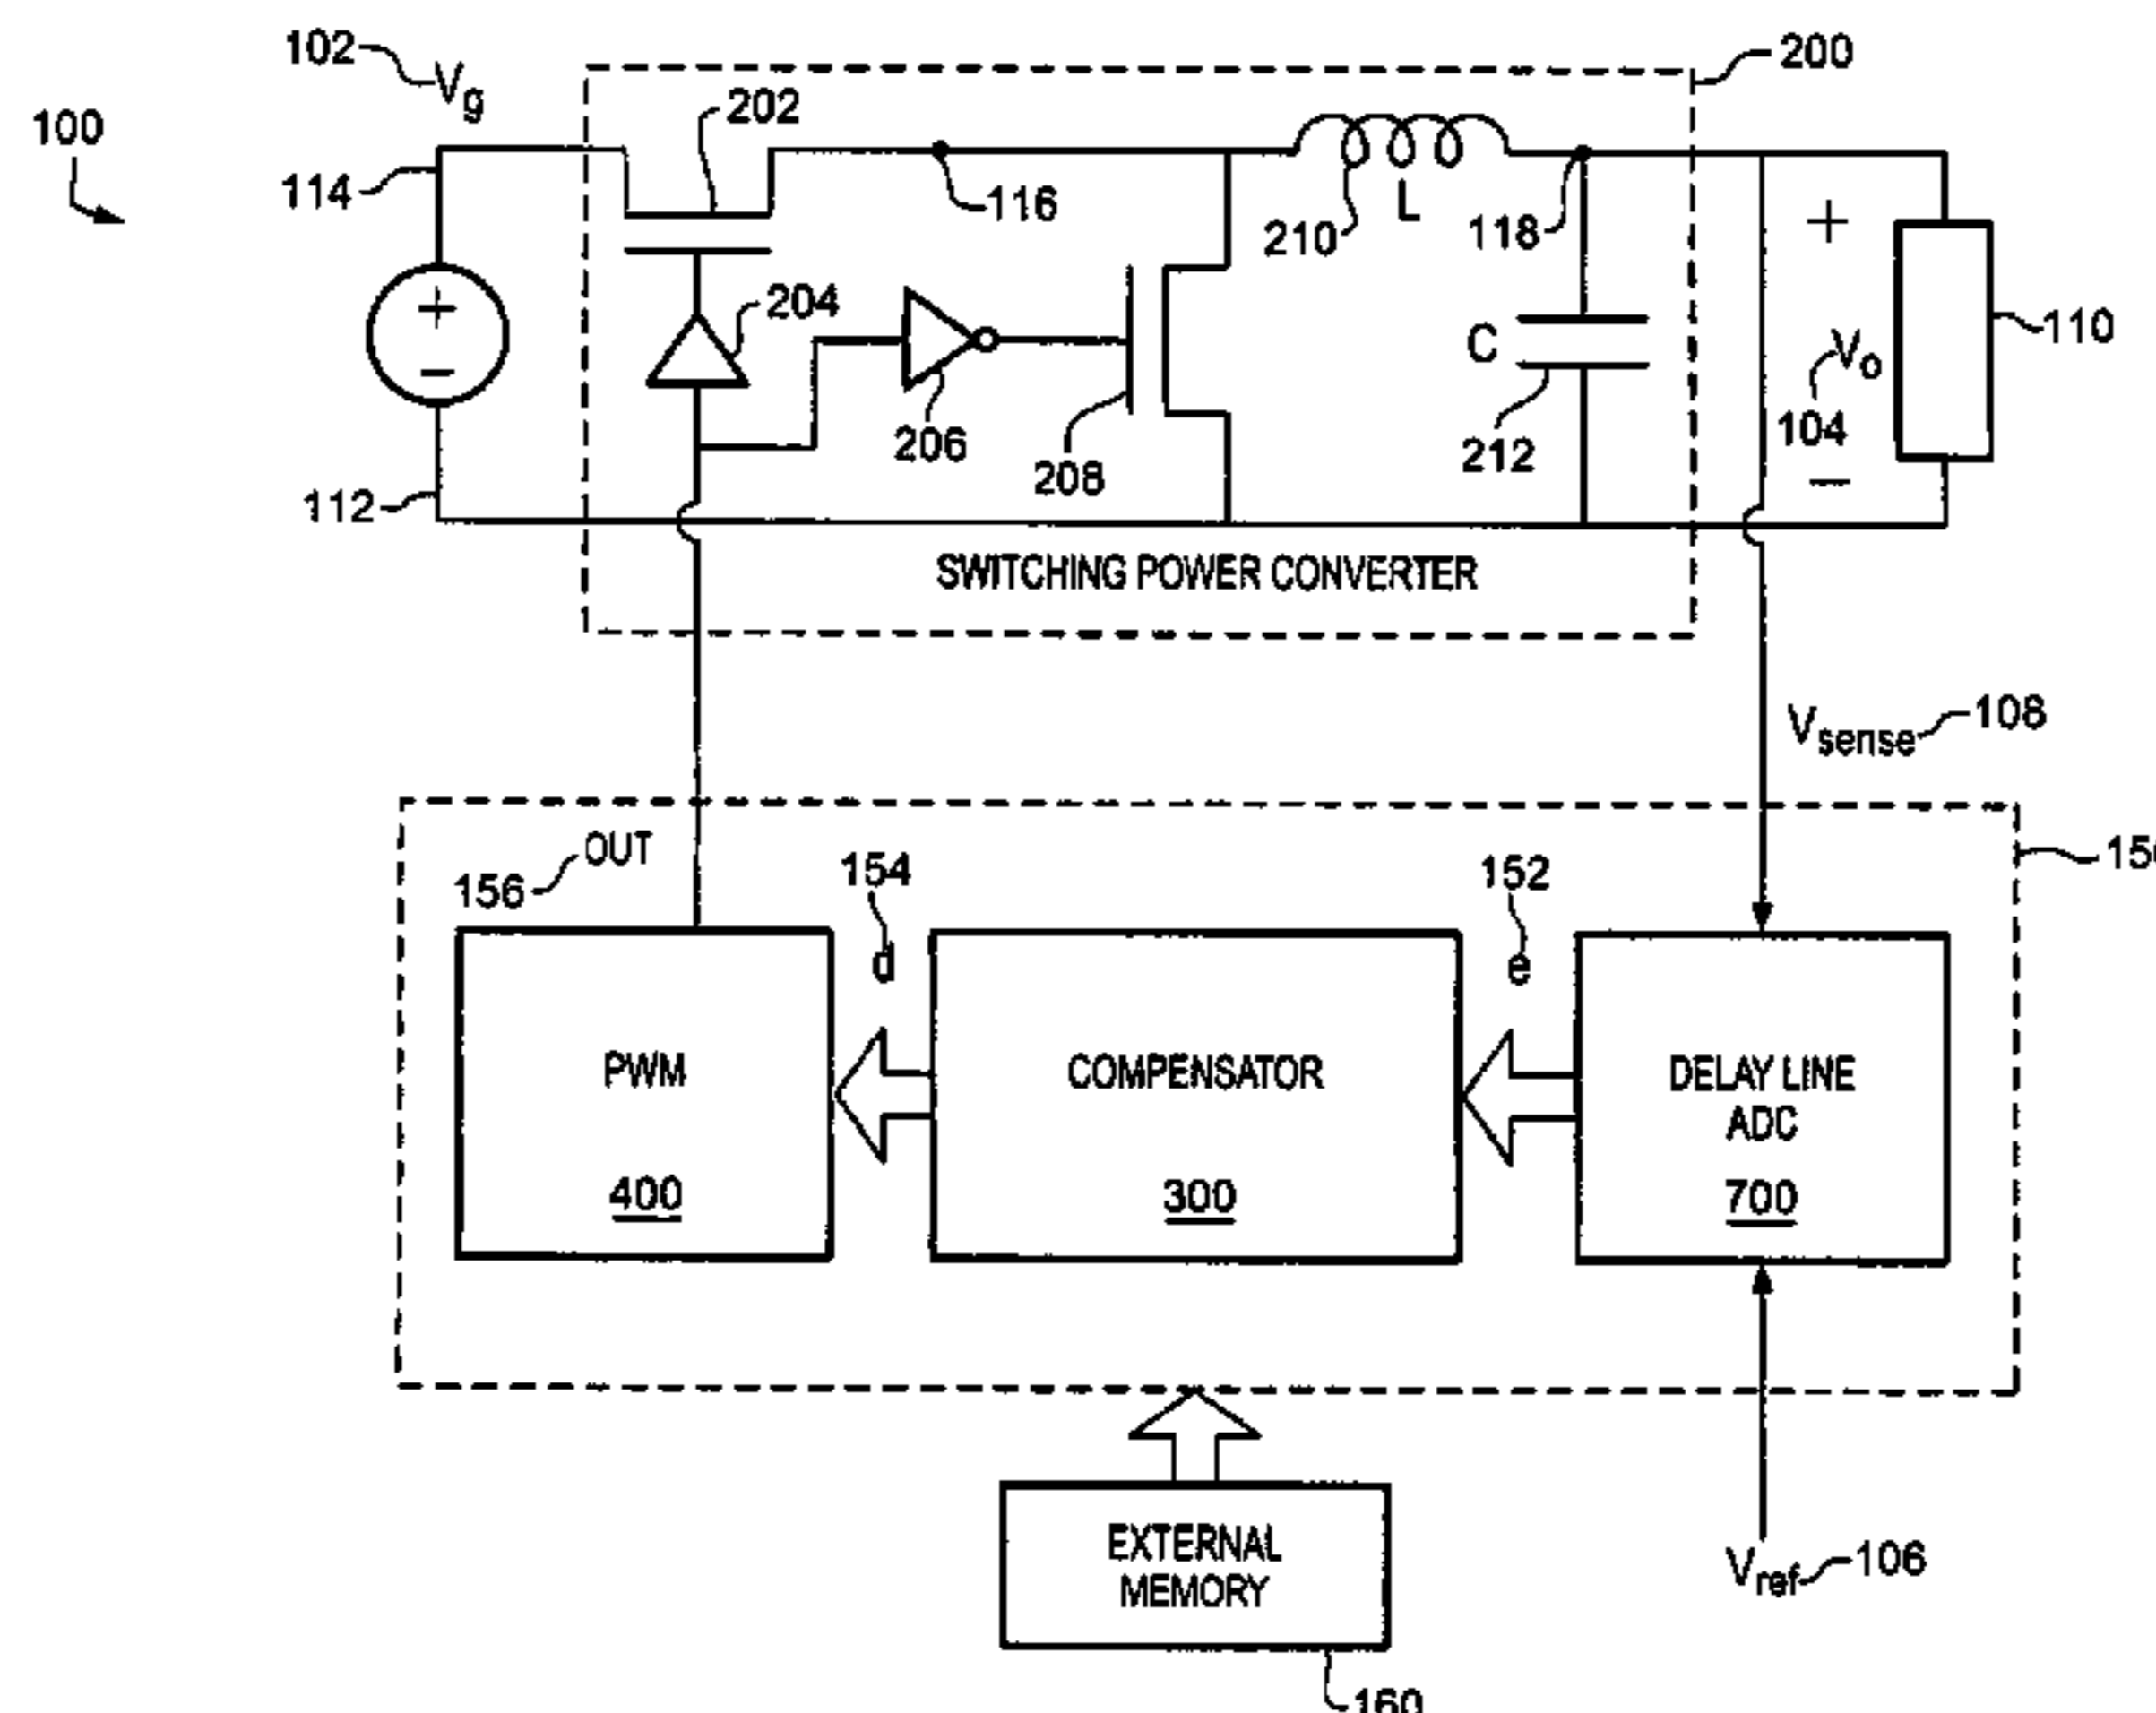 100
102
Vg
114
112
200
202
116
204
206
208
210
L
118
C
212
+
Vo
104
−
110
+
−
SWITCHING POWER CONVERTER
Vsense
108
156
OUT
154
d
152
e
PWM
400
COMPENSATOR
300
DELAY LINE
ADC
700
EXTERNAL
MEMORY
160
Vref
106